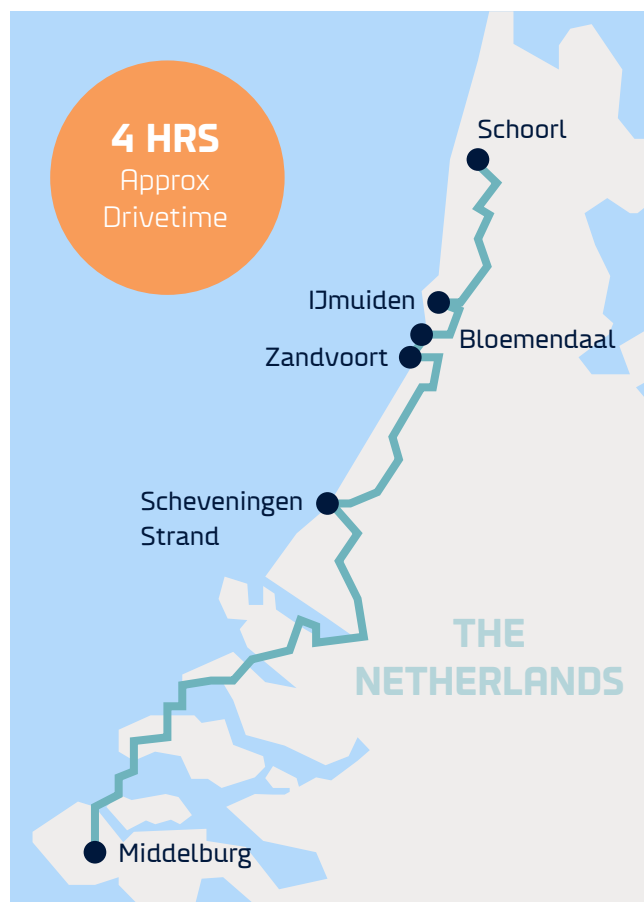 4 HRS
Approx
Drivetime
Schoorl
IJmuiden
Bloemendaal
Zandvoort
Scheveningen
Strand
THE
NETHERLANDS
Middelburg